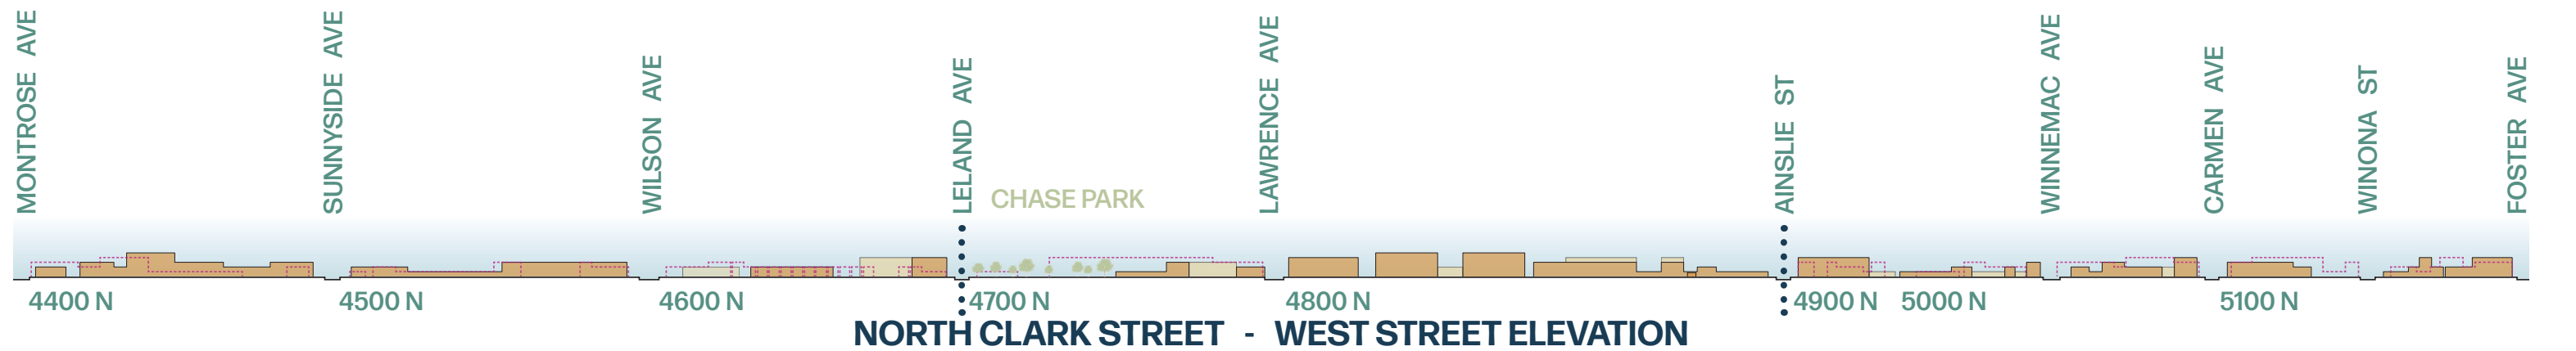 MONTROSE AVE
SUNNYSIDE AVE
WILSON AVE
LELAND AVE
LAWRENCE AVE
AINSLIE ST
WINNEMAC AVE
CARMEN AVE
WINONA ST
FOSTER AVE
CHASE PARK
4400 N
4500 N
4600 N
4700 N
4800 N
4900 N
5000 N
5100 N
NORTH CLARK STREET - WEST STREET ELEVATION